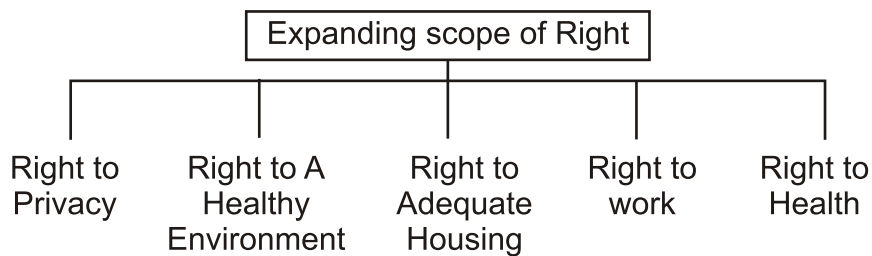 Expanding scope of Right
Right to
Privacy
Right to A
Healthy
Environment
Right to
Adequate
Housing
Right to
work
Right to
Health